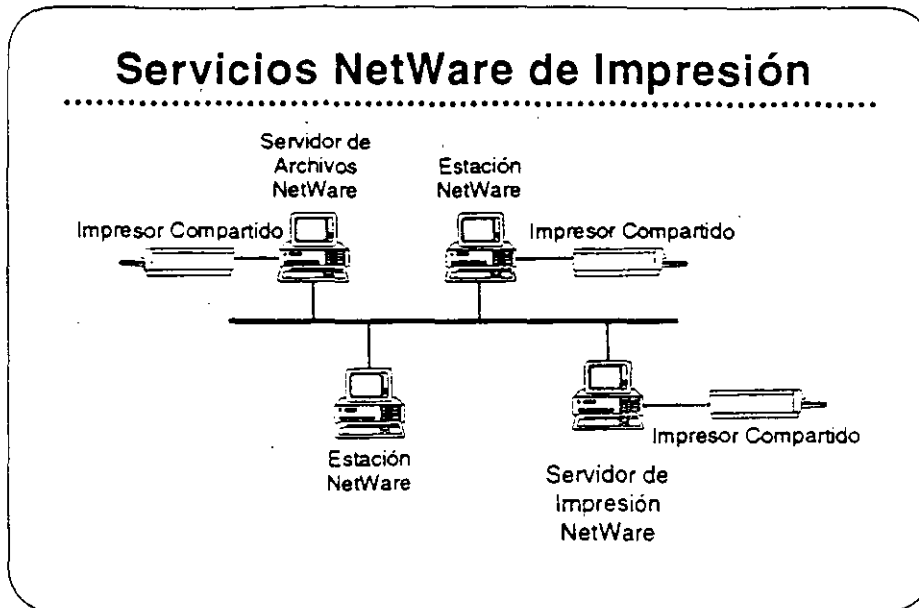 Servicios NetWare de Impresión
Servidor de
Archivos
NetWare
Estación
NetWare
Impresor Compartido
Impresor Compartido
Estación
NetWare
Impresor Compartido
Servidor de
Impresión
NetWare